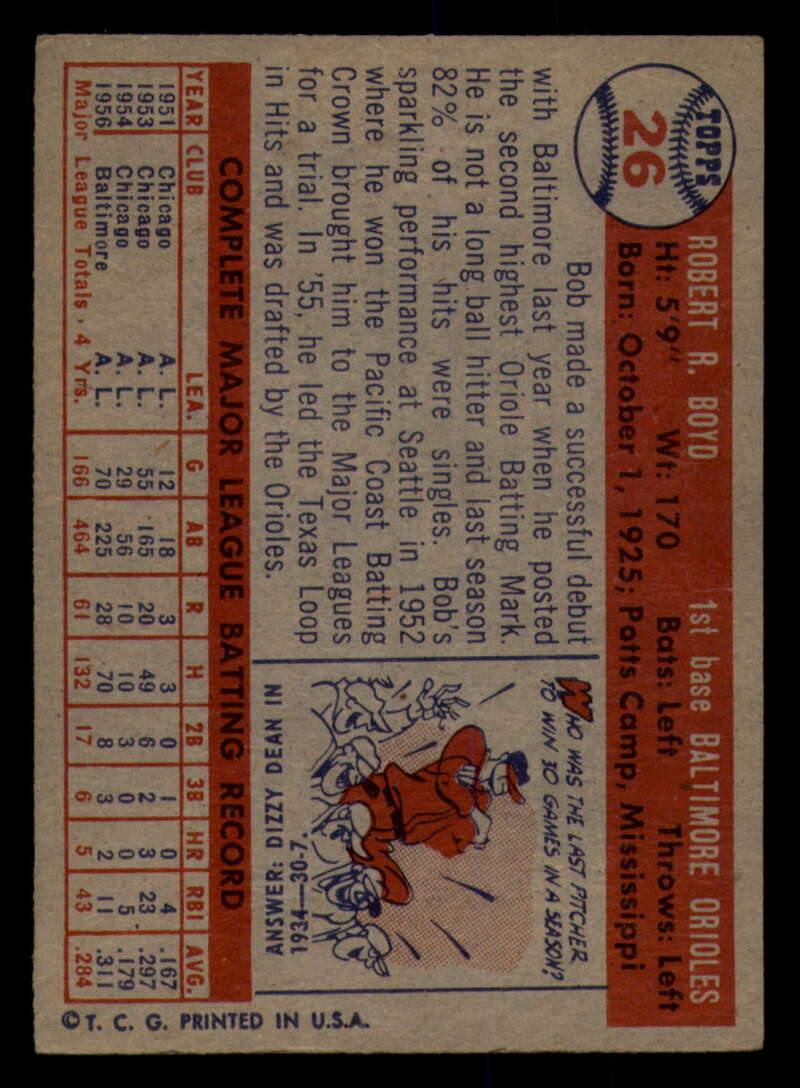 TOPPS
26
ROBERT R. BOYD 1st base BALTIMORE ORIOLES
Ht: 5'9" Wt: 170 Bats: Left Throws: Left
Born: October 1, 1925; Potts Camp, Mississippi
Bob made a successful debut
with Baltimore last year when he posted
the second highest Oriole Batting Mark.
He is not a long ball hitter and last season
82% of his hits were singles. Bob's
sparkling performance at Seattle in 1952
where he won the Pacific Coast Batting
Crown brought him to the Major Leagues
for a trial. In '55, he led the Texas Loop
in Hits and was drafted by the Orioles.
WHO WAS THE LAST PITCHER
TO WIN 30 GAMES IN A SEASON?
ANSWER: DIZZY DEAN IN
1934—30-7.
COMPLETE MAJOR LEAGUE BATTING RECORD
YEAR CLUB LEA. G AB R H 2B 3B HR RBI AVG.
1951 Chicago A. L. 12 18 3 3 0 1 0 4 .167
1953 Chicago A. L. 55 165 20 49 6 2 3 23 .297
1954 Chicago A. L. 29 56 10 10 3 0 0 5 .179
1956 Baltimore A. L. 70 225 28 70 8 3 2 11 .311
Major League Totals, 4 Yrs. 166 464 61 132 17 6 5 43 .284
©T. C. G. PRINTED IN U.S.A.